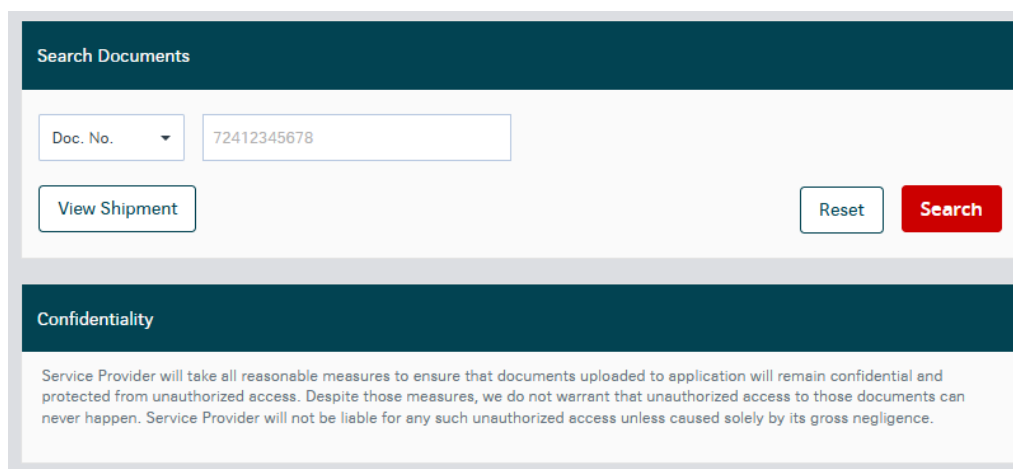 Search Documents
Doc. No.
72412345678
View Shipment
Reset
Search
Confidentiality
Service Provider will take all reasonable measures to ensure that documents uploaded to application will remain confidential and
protected from unauthorized access. Despite those measures, we do not warrant that unauthorized access to those documents can
never happen. Service Provider will not be liable for any such unauthorized access unless caused solely by its gross negligence.